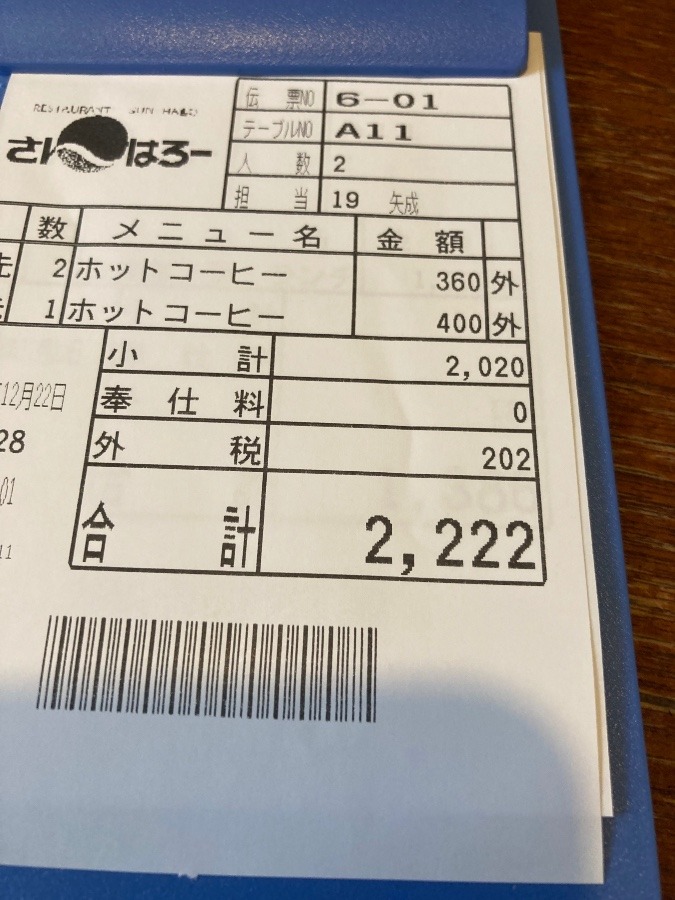 RESTAURANT SUN HALLO
さんはろー
伝票NO 6-01
テーブルNO A11
人数 2
担当 19 矢成
数 メニュー名 金額
2 ホットコーヒー 360 外
1 ホットコーヒー 400 外
小計 2,020
奉仕料 0
12月22日
外税 202
28
01
合計 2,222
11